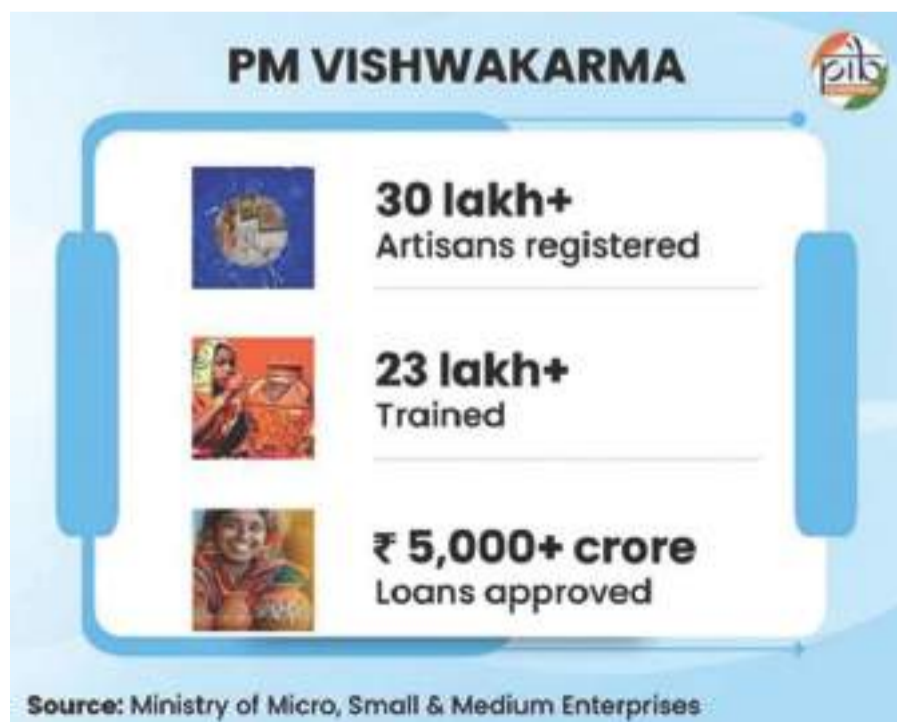 PM VISHWAKARMA
pib
30 lakh+
Artisans registered
23 lakh+
Trained
₹ 5,000+ crore
Loans approved
Source: Ministry of Micro, Small & Medium Enterprises